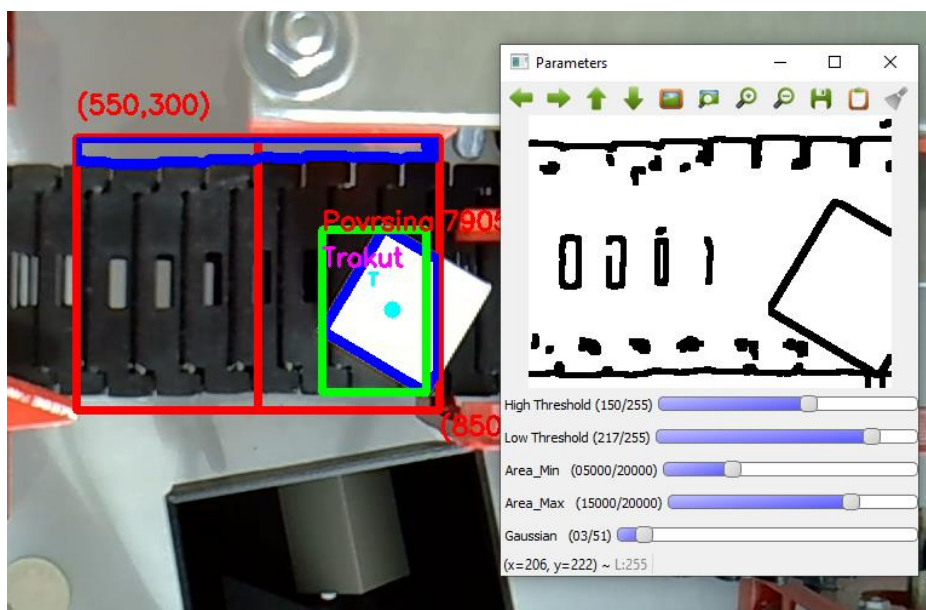 (550,300)
Povrsina 7905
Trokut
T
(850
Parameters
High Threshold (150/255)
Low Threshold (217/255)
Area_Min (05000/20000)
Area_Max (15000/20000)
Gaussian (03/51)
(x=206, y=222) ~ L:255